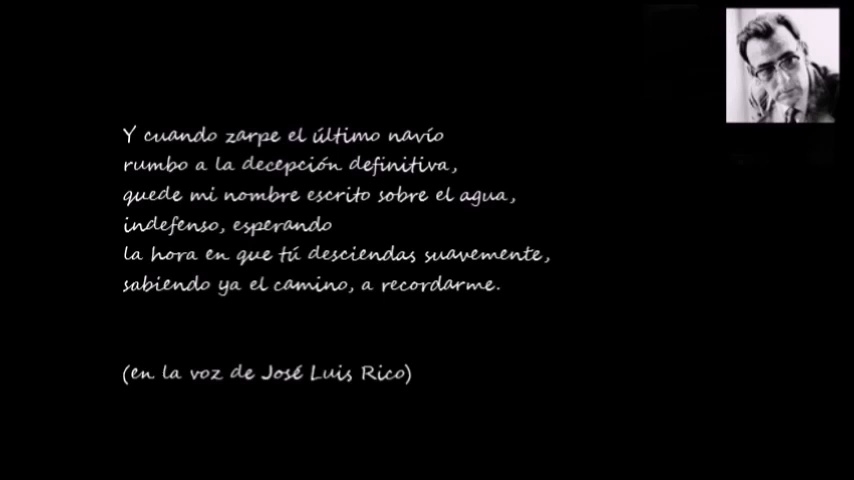 Y cuando zarpe el último navío
rumbo a la decepción definitiva,
quede mi nombre escrito sobre el agua,
indefenso, esperando
la hora en que tú desciendas suavemente,
sabiendo ya el camino, a recordarme.
(en la voz de José Luis Rico)